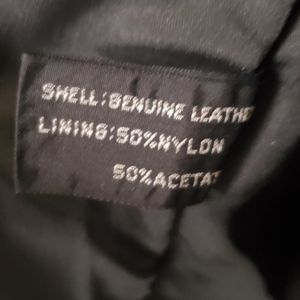 SHELL:GENUINE LEATHE
LINING:50%NYLON
50%ACETAT